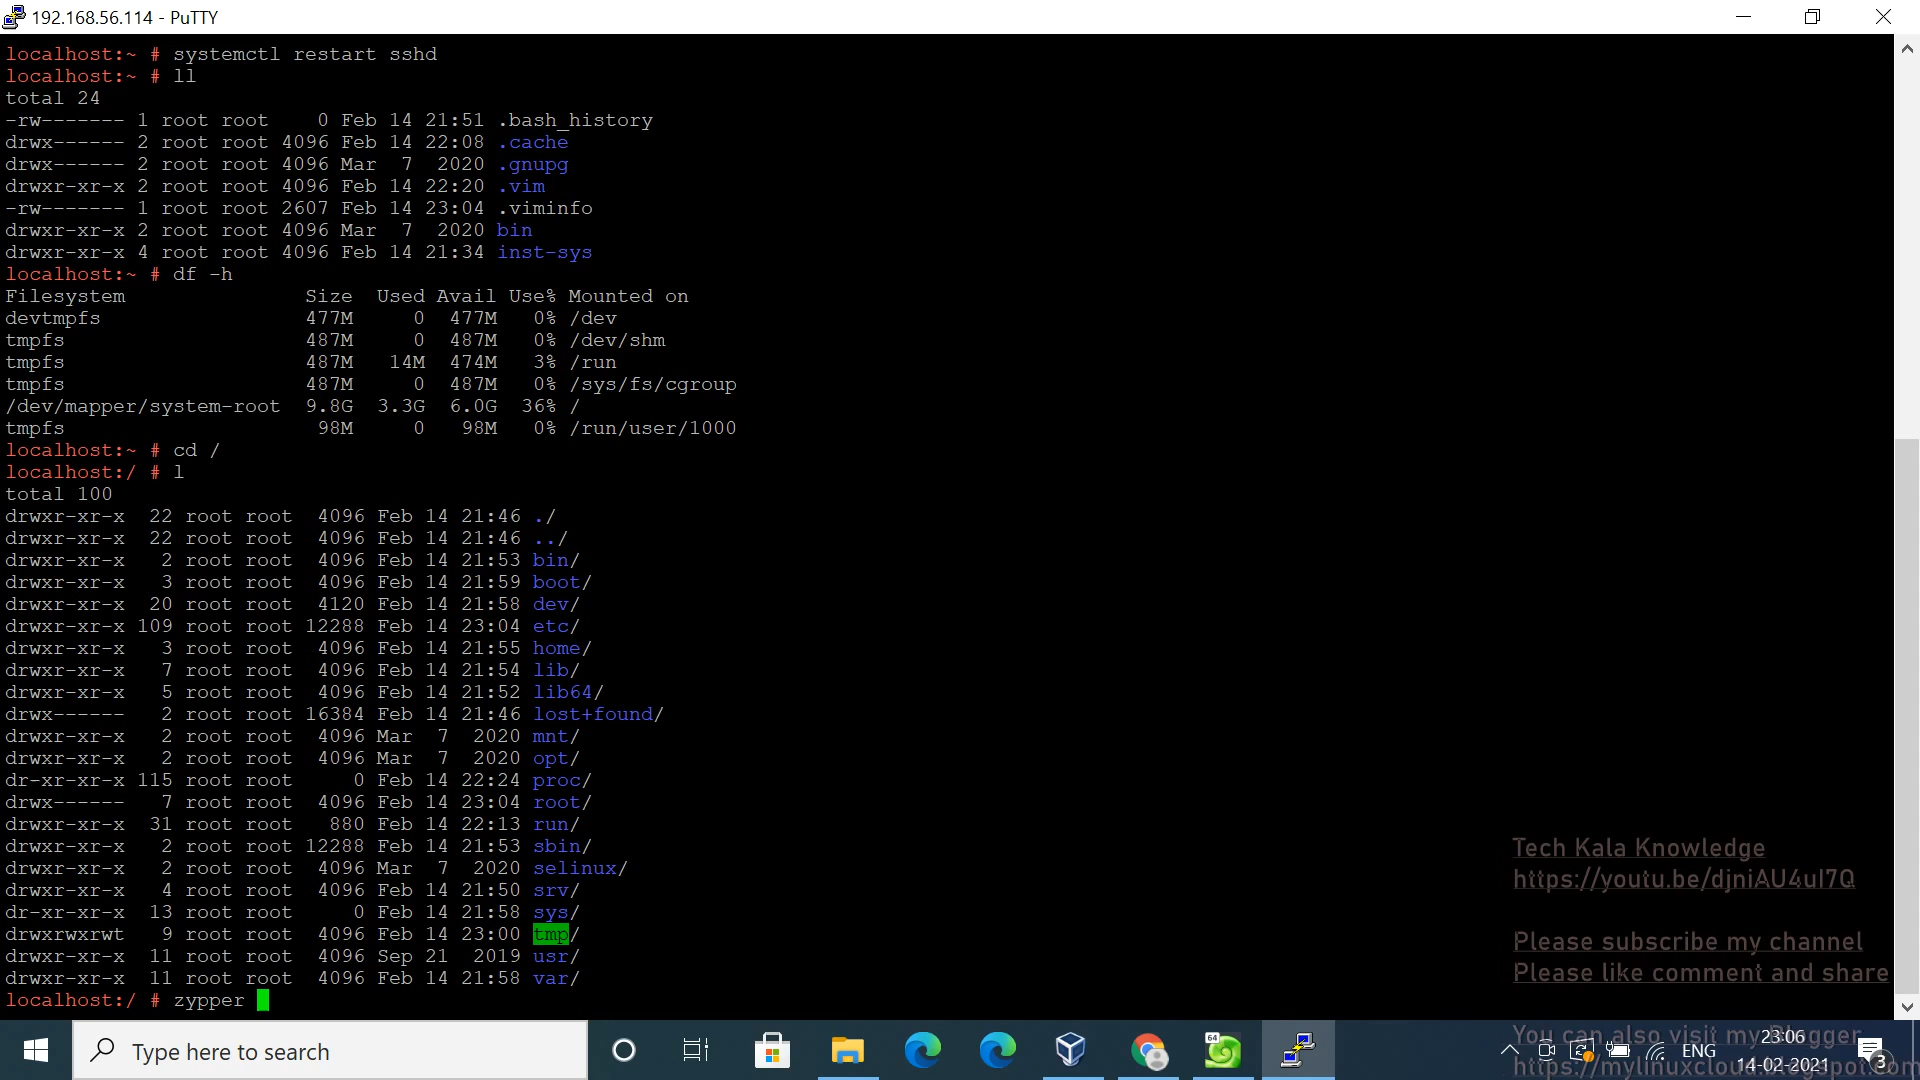 192.168.56.114 - PuTTY
localhost:~ # systemctl restart sshd
localhost:~ # ll
total 24
-rw------- 1 root root    0 Feb 14 21:51 .bash_history
drwx------ 2 root root 4096 Feb 14 22:08 .cache
drwx------ 2 root root 4096 Mar  7  2020 .gnupg
drwxr-xr-x 2 root root 4096 Feb 14 22:20 .vim
-rw------- 1 root root 2607 Feb 14 23:04 .viminfo
drwxr-xr-x 2 root root 4096 Mar  7  2020 bin
drwxr-xr-x 4 root root 4096 Feb 14 21:34 inst-sys
localhost:~ # df -h
Filesystem               Size  Used Avail Use% Mounted on
devtmpfs                 477M     0  477M   0% /dev
tmpfs                    487M     0  487M   0% /dev/shm
tmpfs                    487M   14M  474M   3% /run
tmpfs                    487M     0  487M   0% /sys/fs/cgroup
/dev/mapper/system-root  9.8G  3.3G  6.0G  36% /
tmpfs                     98M     0   98M   0% /run/user/1000
localhost:~ # cd /
localhost:/ # l
total 100
drwxr-xr-x  22 root root  4096 Feb 14 21:46 ./
drwxr-xr-x  22 root root  4096 Feb 14 21:46 ../
drwxr-xr-x   2 root root  4096 Feb 14 21:53 bin/
drwxr-xr-x   3 root root  4096 Feb 14 21:59 boot/
drwxr-xr-x  20 root root  4120 Feb 14 21:58 dev/
drwxr-xr-x 109 root root 12288 Feb 14 23:04 etc/
drwxr-xr-x   3 root root  4096 Feb 14 21:55 home/
drwxr-xr-x   7 root root  4096 Feb 14 21:54 lib/
drwxr-xr-x   5 root root  4096 Feb 14 21:52 lib64/
drwx------   2 root root 16384 Feb 14 21:46 lost+found/
drwxr-xr-x   2 root root  4096 Mar  7  2020 mnt/
drwxr-xr-x   2 root root  4096 Mar  7  2020 opt/
dr-xr-xr-x 115 root root     0 Feb 14 22:24 proc/
drwx------   7 root root  4096 Feb 14 23:04 root/
drwxr-xr-x  31 root root   880 Feb 14 22:13 run/
drwxr-xr-x   2 root root 12288 Feb 14 21:53 sbin/
drwxr-xr-x   2 root root  4096 Mar  7  2020 selinux/
drwxr-xr-x   4 root root  4096 Feb 14 21:50 srv/
dr-xr-xr-x  13 root root     0 Feb 14 21:58 sys/
drwxrwxrwt   9 root root  4096 Feb 14 23:00 tmp/
drwxr-xr-x  11 root root  4096 Sep 21  2019 usr/
drwxr-xr-x  11 root root  4096 Feb 14 21:58 var/
localhost:/ # zypper
Tech Kala Knowledge
https://youtu.be/djniAU4uI7Q
Please subscribe my channel
Please like comment and share
You can also visit my Blogger
https://mylinuxcloud.blogspot.com
Type here to search
64
ENG
23:06
14-02-2021
3